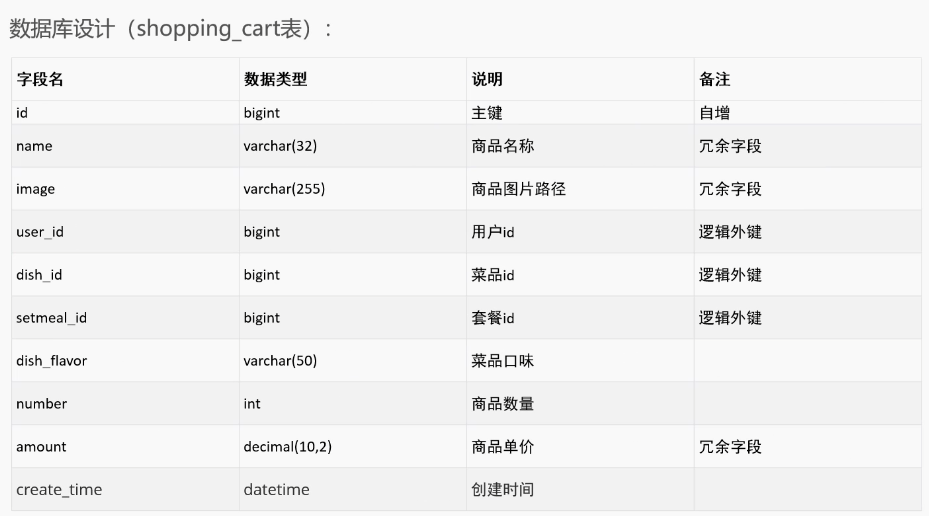 数据库设计（shopping_cart表）：
字段名 数据类型 说明 备注
id bigint 主键 自增
name varchar(32) 商品名称 冗余字段
image varchar(255) 商品图片路径 冗余字段
user_id bigint 用户id 逻辑外键
dish_id bigint 菜品id 逻辑外键
setmeal_id bigint 套餐id 逻辑外键
dish_flavor varchar(50) 菜品口味
number int 商品数量
amount decimal(10,2) 商品单价 冗余字段
create_time datetime 创建时间